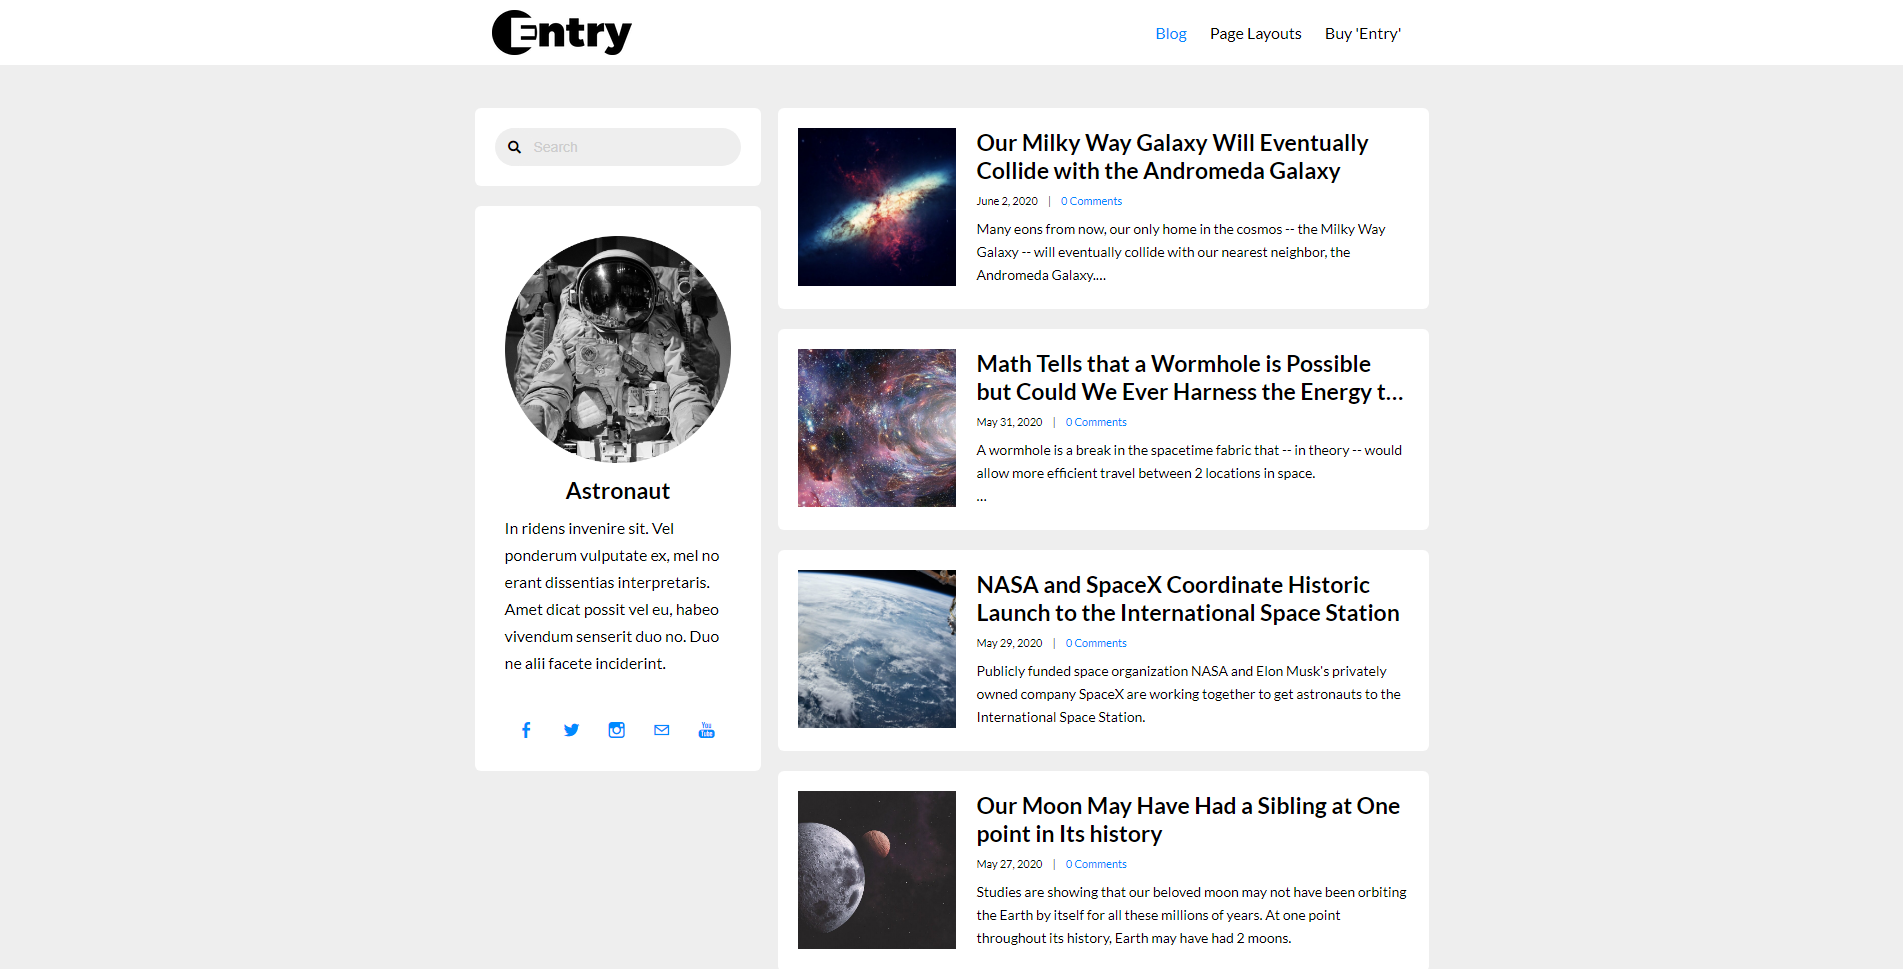 Entry
Blog Page Layouts Buy 'Entry'
Search
Astronaut
In ridens invenire sit. Vel
ponderum vulputate ex, mel no
erant dissentias interpretaris.
Amet dicat possit vel eu, habeo
vivendum senserit duo no. Duo
ne alii facete inciderint.
You
Tube
Our Milky Way Galaxy Will Eventually
Collide with the Andromeda Galaxy
June 2, 2020 | 0 Comments
Many eons from now, our only home in the cosmos -- the Milky Way
Galaxy -- will eventually collide with our nearest neighbor, the
Andromeda Galaxy....
Math Tells that a Wormhole is Possible
but Could We Ever Harness the Energy t...
May 31, 2020 | 0 Comments
A wormhole is a break in the spacetime fabric that -- in theory -- would
allow more efficient travel between 2 locations in space.
...
NASA and SpaceX Coordinate Historic
Launch to the International Space Station
May 29, 2020 | 0 Comments
Publicly funded space organization NASA and Elon Musk's privately
owned company SpaceX are working together to get astronauts to the
International Space Station.
Our Moon May Have Had a Sibling at One
point in Its history
May 27, 2020 | 0 Comments
Studies are showing that our beloved moon may not have been orbiting
the Earth by itself for all these millions of years. At one point
throughout its history, Earth may have had 2 moons.